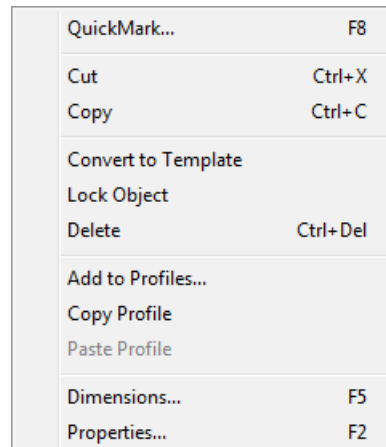 QuickMark... F8
Cut Ctrl+X
Copy Ctrl+C
Convert to Template
Lock Object
Delete Ctrl+Del
Add to Profiles...
Copy Profile
Paste Profile
Dimensions... F5
Properties... F2